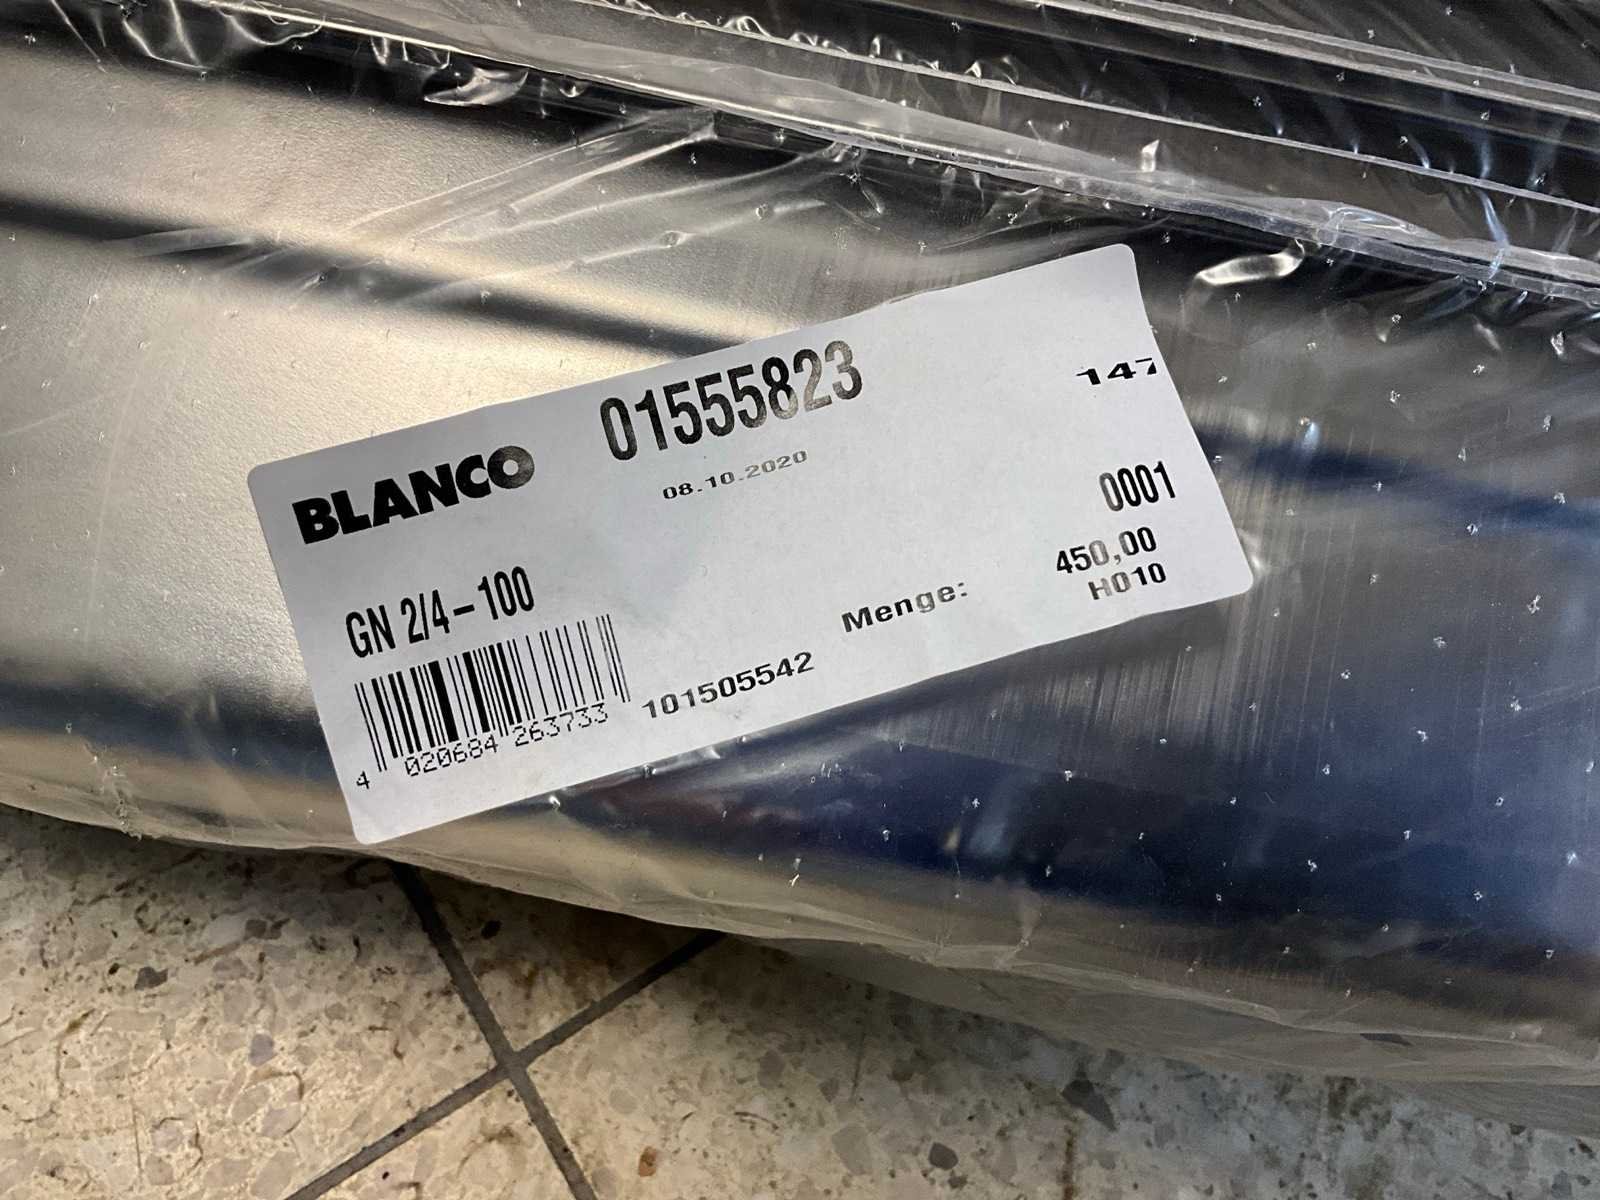 BLANCO 01555823 147
08.10.2020
0001
GN 2/4-100
Menge: 450,00
H010
101505542
4 020684 263733